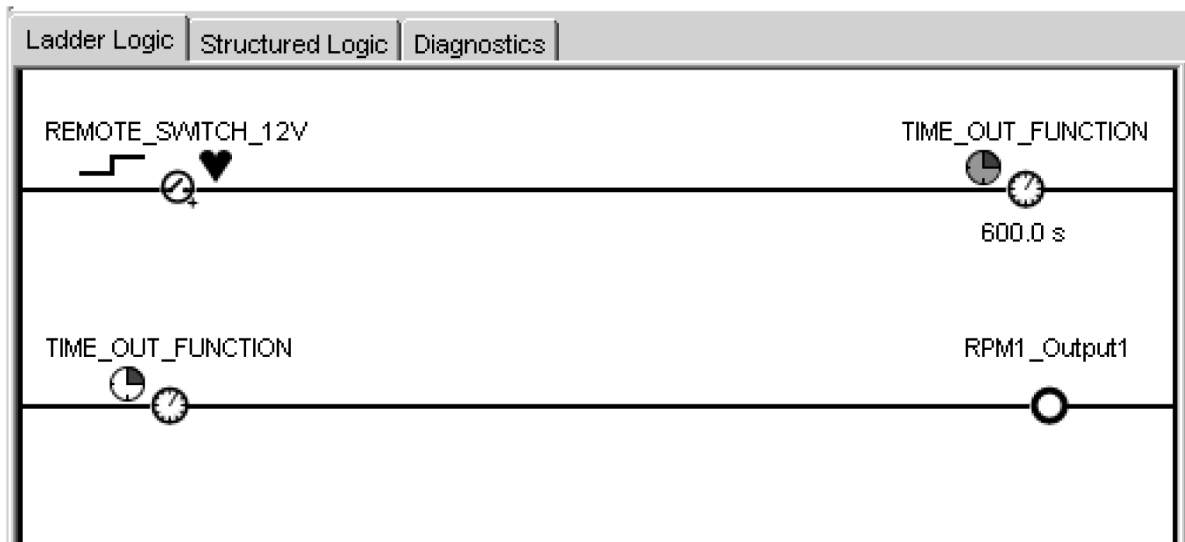 Ladder Logic Structured Logic Diagnostics
REMOTE_SWITCH_12V TIME_OUT_FUNCTION
600.0 s
TIME_OUT_FUNCTION RPM1_Output1